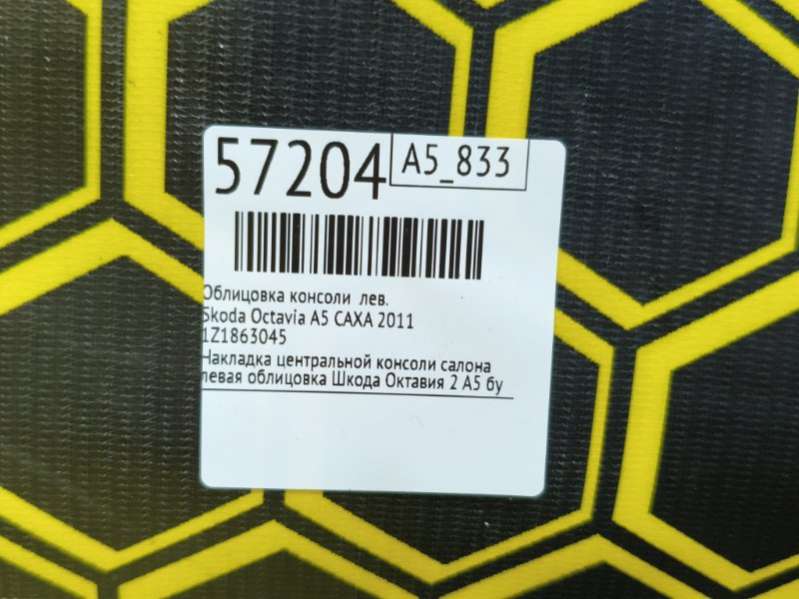 57204
A5_833
Облицовка консоли лев.
Skoda Octavia A5 CAXA 2011
1Z1863045
Накладка центральной консоли салона
левая облицовка Шкода Октавия 2 А5 бу